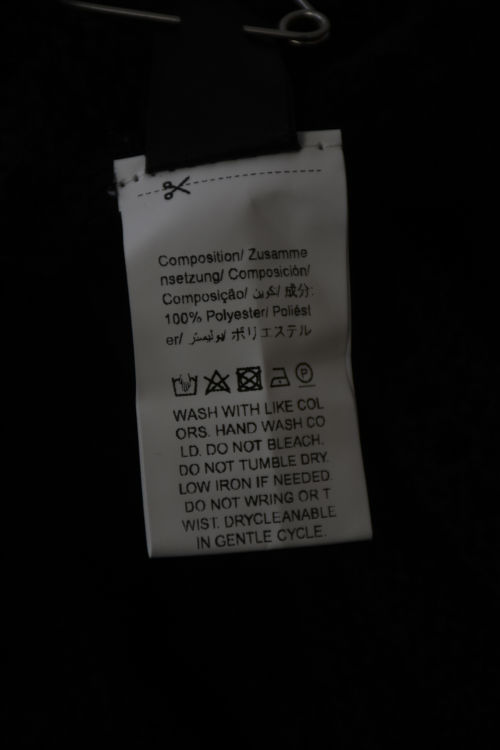 Composition/ Zusamme
nsetzung/ Composición/
Composição/ تكوين/ 成分:
100% Polyester/ Poliést
er/ بوليستر/ ポリエステル
P
WASH WITH LIKE COL
ORS. HAND WASH CO
LD. DO NOT BLEACH.
DO NOT TUMBLE DRY.
LOW IRON IF NEEDED.
DO NOT WRING OR T
WIST. DRYCLEANABLE
IN GENTLE CYCLE.